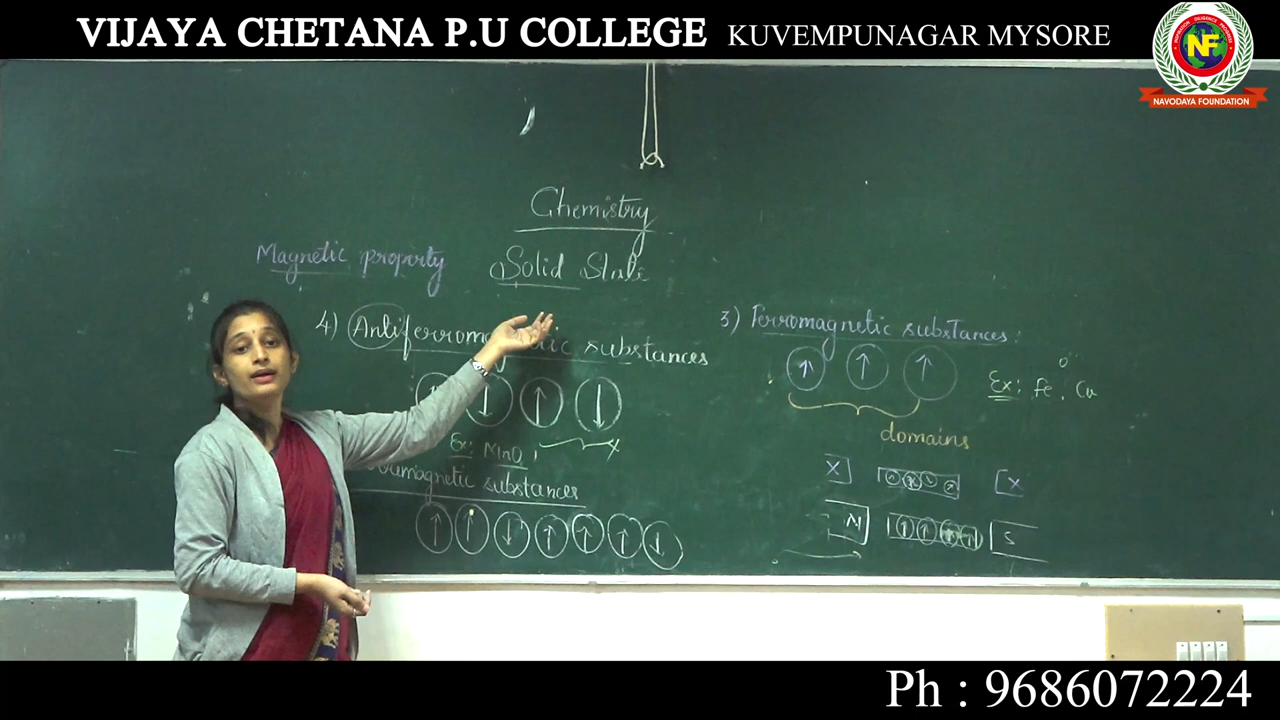 VIJAYA CHETANA P.U COLLEGE KUVEMPUNAGAR MYSORE
NF
NAVODAYA FOUNDATION
Chemistry
Magnetic property
Solid State
4) Antiferromagnetic substances
Ex: MnO
magnetic substances
3) Ferromagnetic substances:
Ex: Fe, Co
domains
X X
N S
Ph : 9686072224